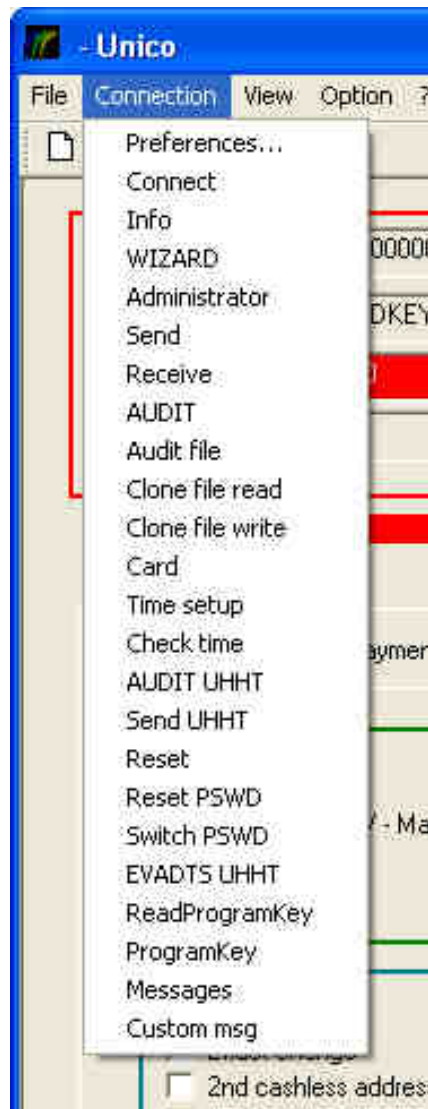 - Unico
File Connection View Option ?
Preferences...
Connect
Info
WIZARD
Administrator
Send
Receive
AUDIT
Audit file
Clone file read
Clone file write
Card
Time setup
Check time
AUDIT UHHT
Send UHHT
Reset
Reset PSWD
Switch PSWD
EVADTS UHHT
ReadProgramKey
ProgramKey
Messages
Custom msg
2nd cashless addres